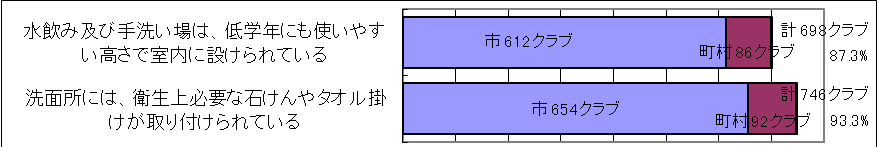 水飲み及び手洗い場は、低学年にも使いやす
い高さで室内に設けられている
市612クラブ
町村86クラブ
計698クラブ
87.3%
洗面所には、衛生上必要な石けんやタオル掛
けが取り付けられている
市654クラブ
町村92クラブ
計746クラブ
93.3%